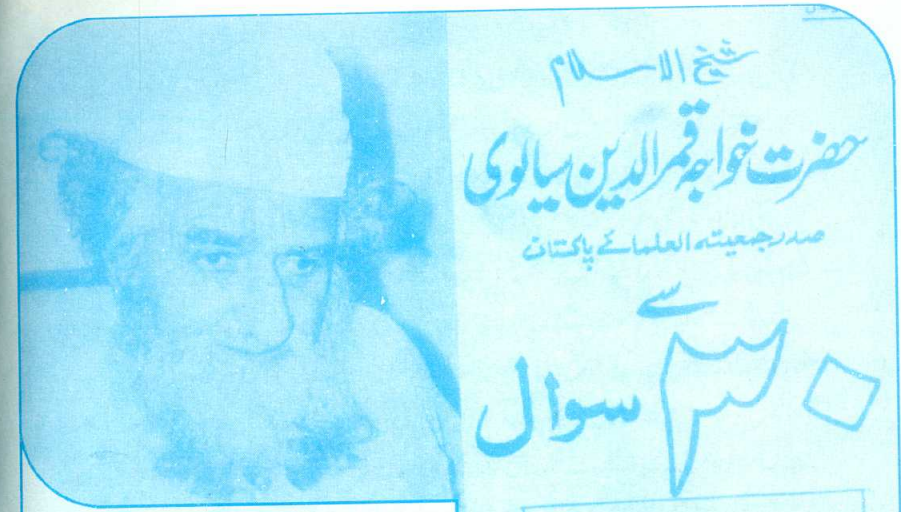 شیخ الاسلام
حضرت خواجہ قمرالدین سیالوی
صدر جمعیتہ العلمائے پاکستان
سے
۳۰ سوال